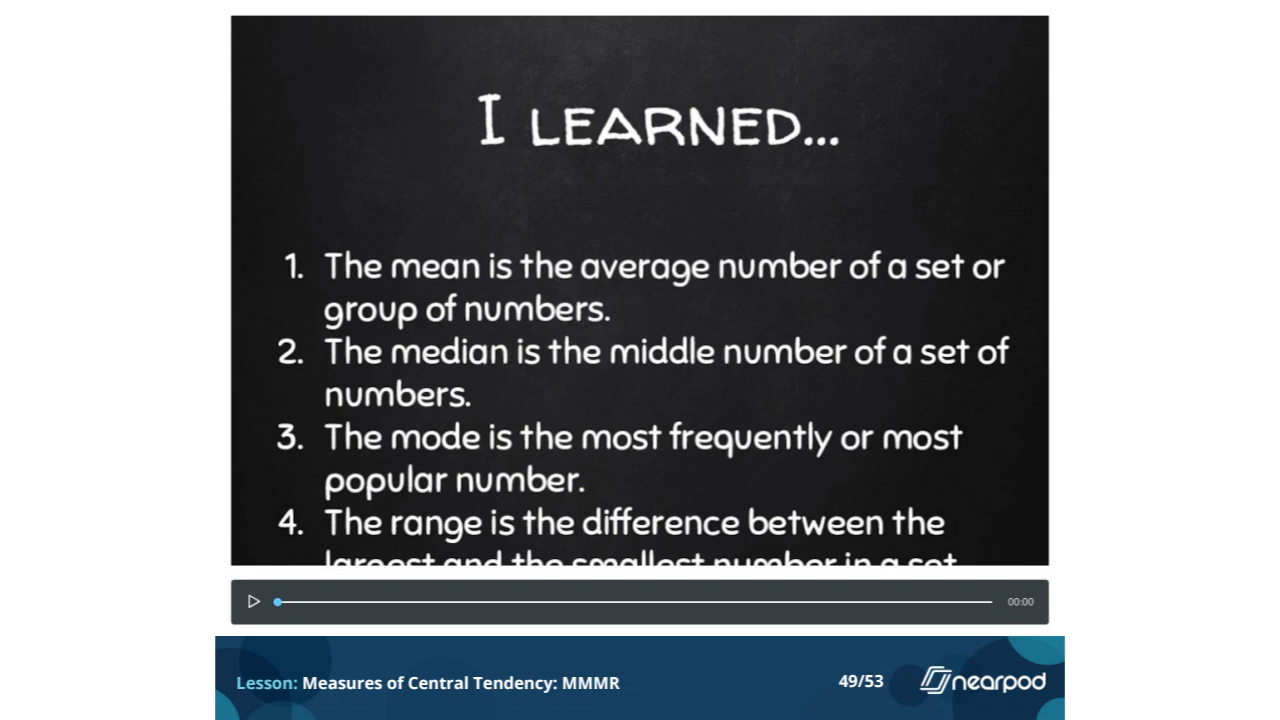 I LEARNED...
1. The mean is the average number of a set or
group of numbers.
2. The median is the middle number of a set of
numbers.
3. The mode is the most frequently or most
popular number.
4. The range is the difference between the
largest and the smallest number in a set
00:00
Lesson: Measures of Central Tendency: MMMR
49/53
nearpod